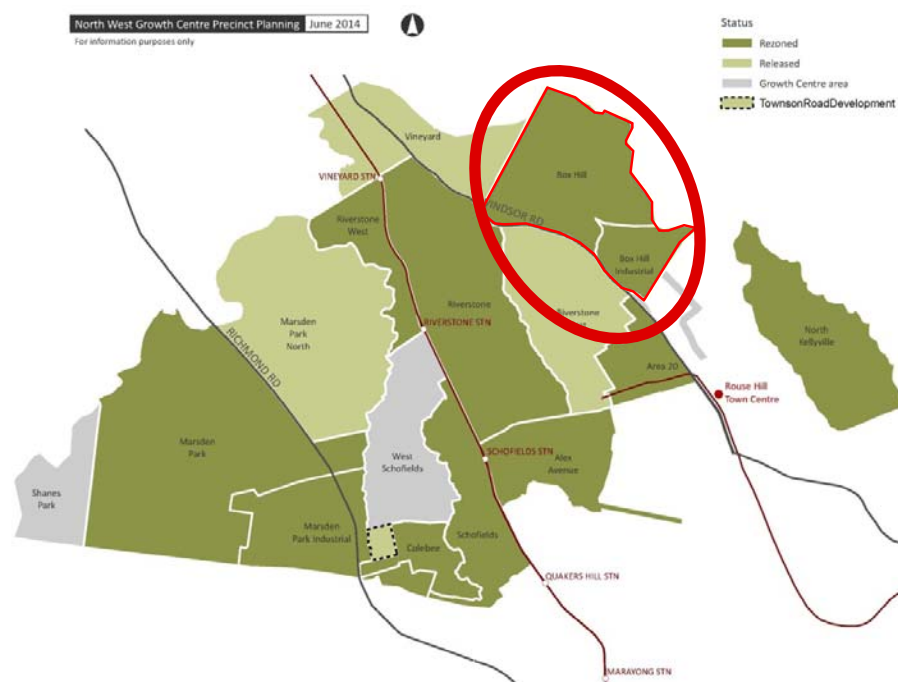 North West Growth Centre Precinct Planning June 2014
For information purposes only
Status
Rezoned
Released
Growth Centre area
TownsonRoadDevelopment
Vineyard
VINEYARD STN
Box Hill
WINDSOR RD
Riverstone
West
Box Hill
Industrial
Riverstone
Riverstone
RIVERSTONE STN
Marsden
Park
North
RICHMOND RD
North
Kellyville
Area 20
Rouse Hill
Town Centre
Marsden
Park
West
Schofields
SCHOFIELDS STN
Alex
Avenue
Shanes
Park
Marsden
Park Industrial
Colebee
Schofields
QUAKERS HILL STN
MARAYONG STN